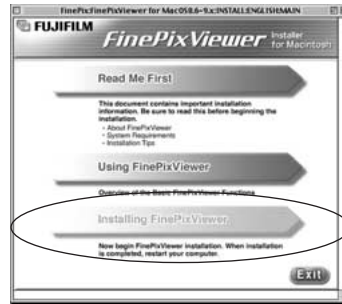 FinePix:FinePixViewer for MacOS8.6-9.x:INSTALL:ENGLISH:MAIN
FUJIFILM
FinePixViewer Installer for Macintosh
Read Me First
This document contains important installation
information. Be sure to read this before beginning the
installation.
- About FinePixViewer
- System Requirements
- Installation Tips
Using FinePixViewer
Overview of the Basic FinePixViewer Functions
Installing FinePixViewer
Now begin FinePixViewer installation. When installation
is completed, restart your computer.
Exit